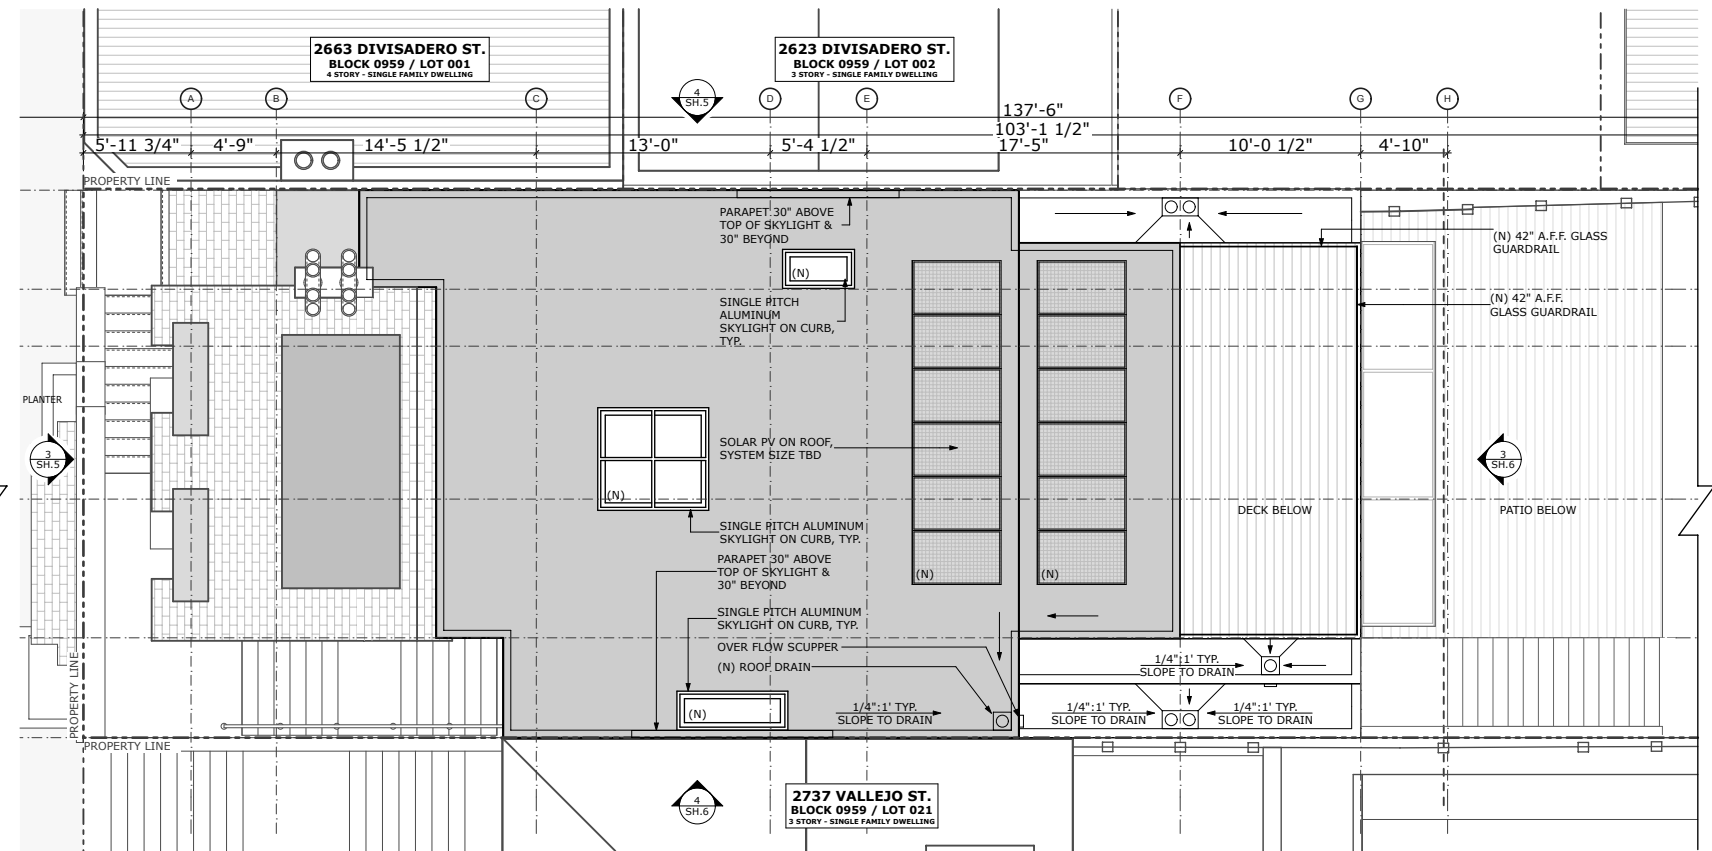 2663 DIVISADERO ST.
BLOCK 0959 / LOT 001
4 STORY - SINGLE FAMILY DWELLING
2623 DIVISADERO ST.
BLOCK 0959 / LOT 002
3 STORY - SINGLE FAMILY DWELLING
4
SH.5
A
B
C
D
E
F
G
H
137'-6"
103'-1 1/2"
5'-11 3/4"
4'-9"
14'-5 1/2"
13'-0"
5'-4 1/2"
17'-5"
10'-0 1/2"
4'-10"
PROPERTY LINE
PARAPET 30" ABOVE
TOP OF SKYLIGHT &
30" BEYOND
(N)
SINGLE PITCH
ALUMINUM
SKYLIGHT ON CURB,
TYP.
(N) 42" A.F.F. GLASS
GUARDRAIL
(N) 42" A.F.F.
GLASS GUARDRAIL
PLANTER
3
SH.5
SOLAR PV ON ROOF,
SYSTEM SIZE TBD
3
SH.6
(N)
DECK BELOW
PATIO BELOW
SINGLE PITCH ALUMINUM
SKYLIGHT ON CURB, TYP.
PARAPET 30" ABOVE
TOP OF SKYLIGHT &
30" BEYOND
(N)
(N)
SINGLE PITCH ALUMINUM
SKYLIGHT ON CURB, TYP.
OVER FLOW SCUPPER
(N) ROOF DRAIN
1/4":1' TYP.
SLOPE TO DRAIN
PROPERTY LINE
(N)
1/4":1' TYP.
SLOPE TO DRAIN
1/4":1' TYP.
SLOPE TO DRAIN
1/4":1' TYP.
SLOPE TO DRAIN
PROPERTY LINE
4
SH.6
2737 VALLEJO ST.
BLOCK 0959 / LOT 021
3 STORY - SINGLE FAMILY DWELLING